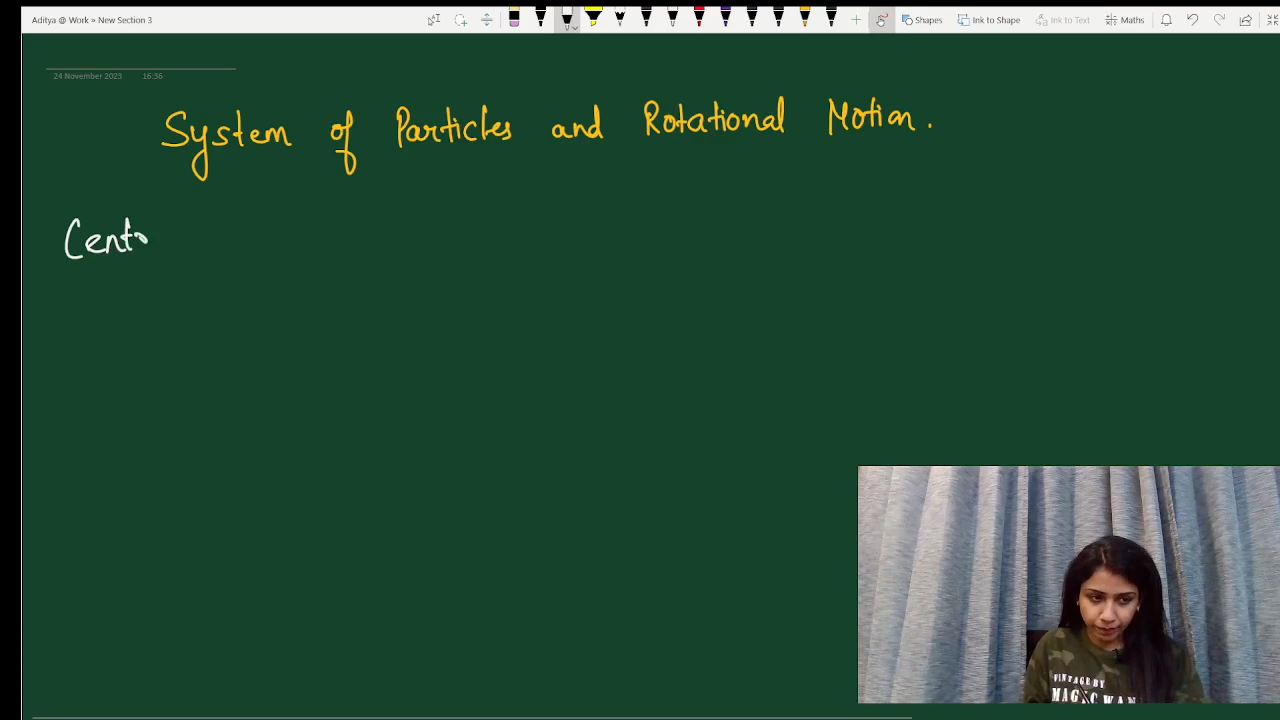 Aditya @ Work » New Section 3
Shapes
Ink to Shape
Ink to Text
Maths
24 November 2023 16:36
System of Particles and Rotational Motion.
Centr
VINTAGE BY
MAGIC WAN